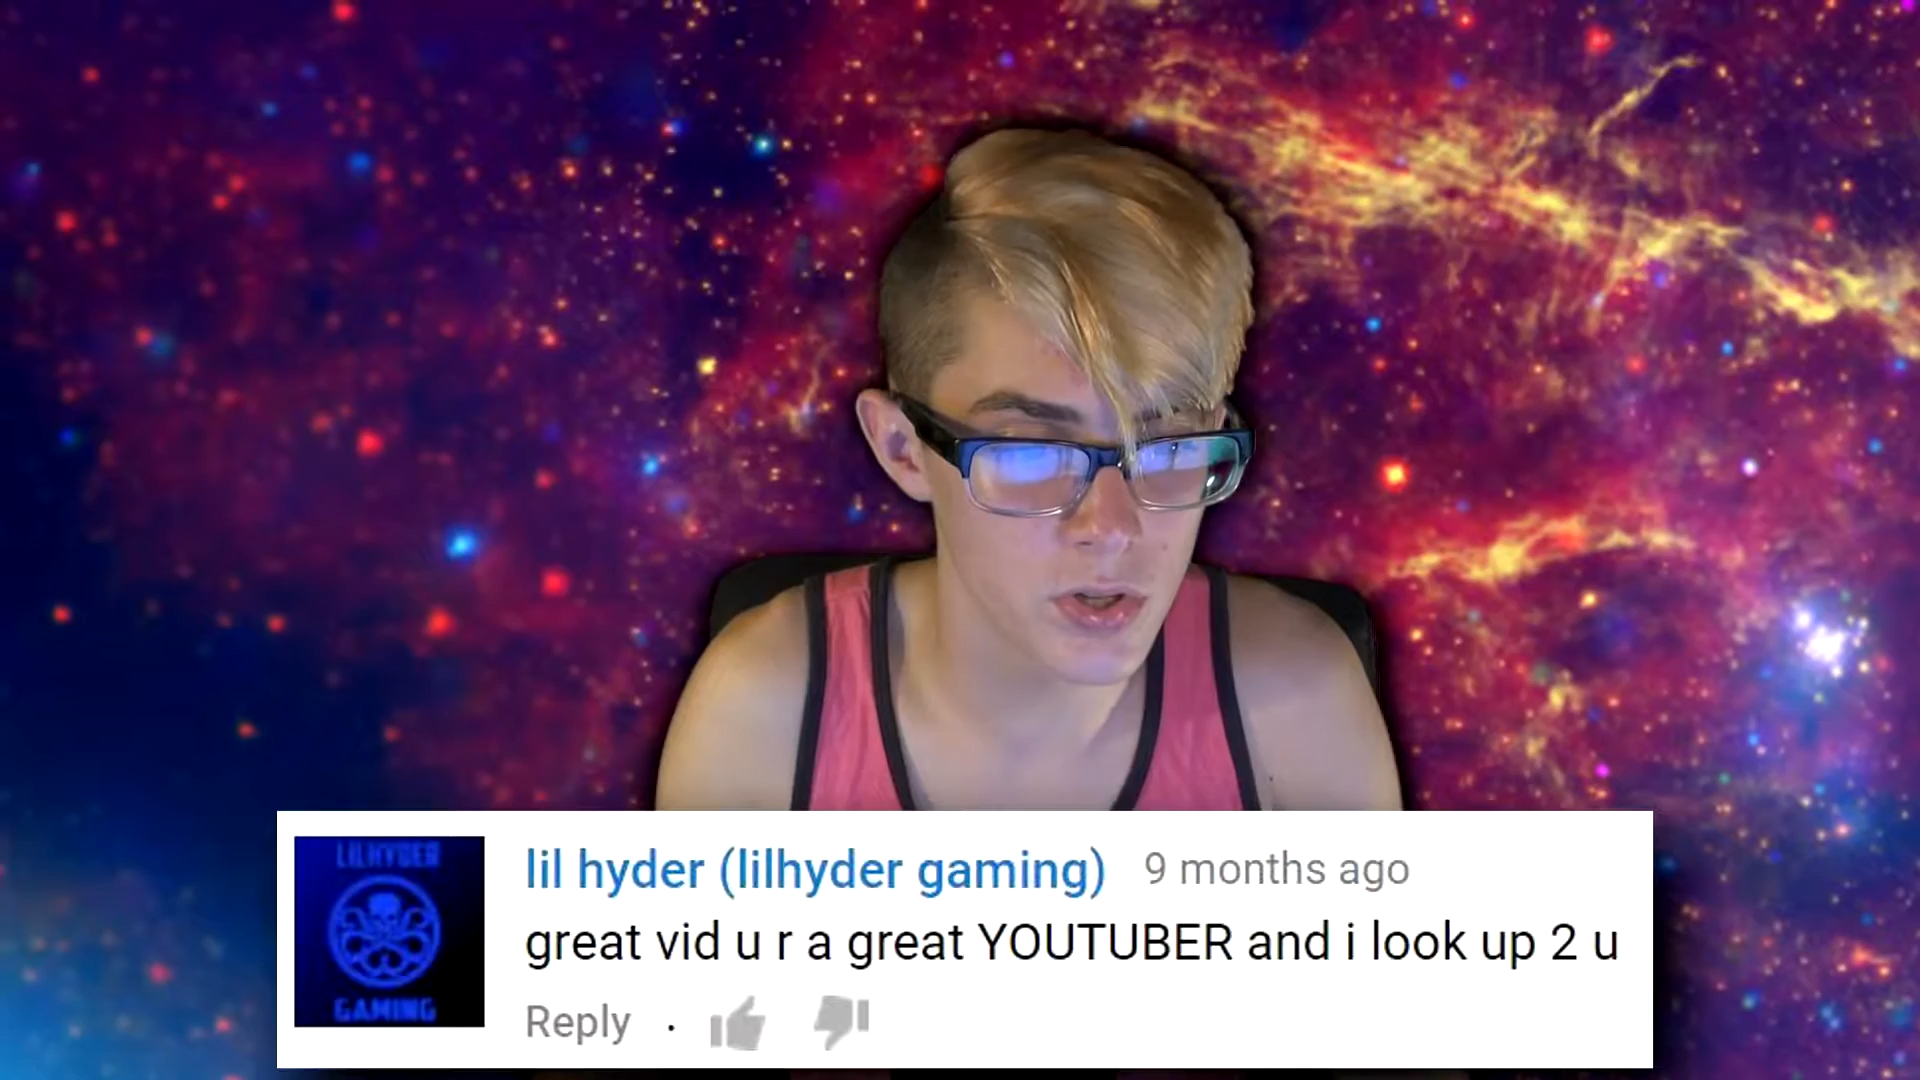 LILHYDER
GAMING
lil hyder (lilhyder gaming) 9 months ago
great vid u r a great YOUTUBER and i look up 2 u
Reply ·